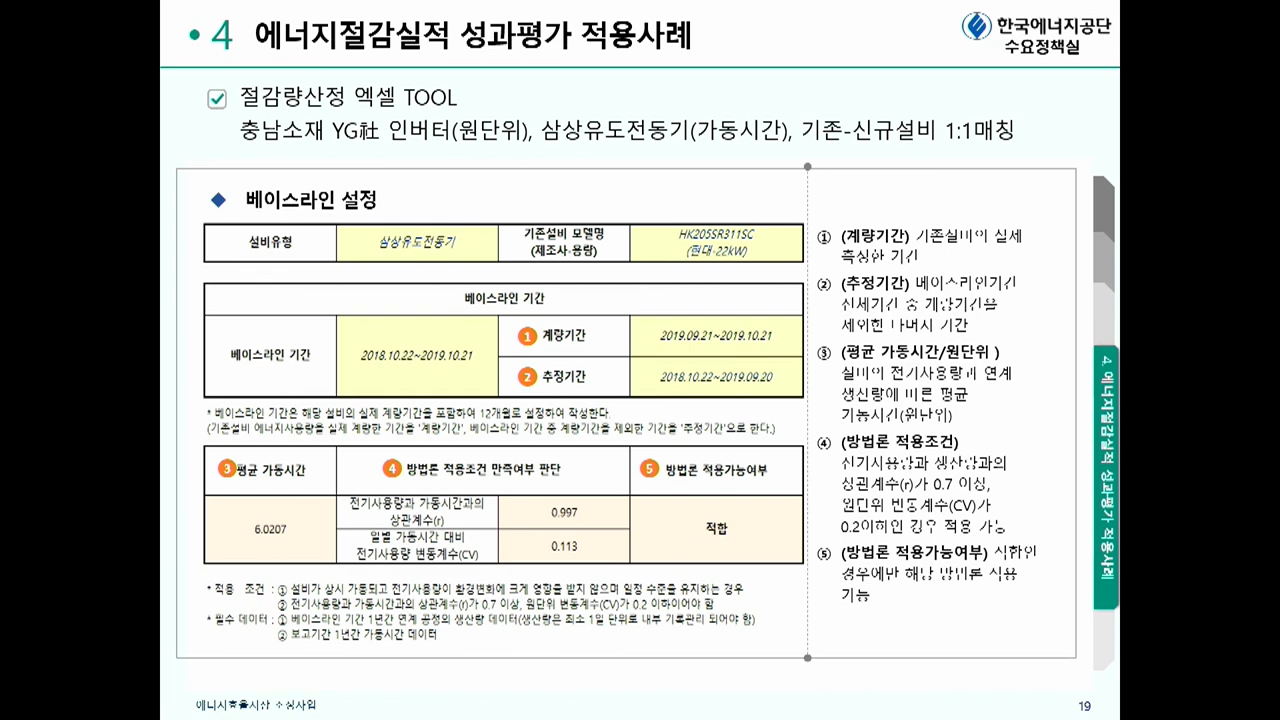 4 에너지절감실적 성과평가 적용사례
한국에너지공단
수요정책실
절감량산정 엑셀 TOOL
충남소재 YG社 인버터(원단위), 삼상유도전동기(가동시간), 기존-신규설비 1:1매칭
베이스라인 설정
설비유형
삼상유도전동기
기존설비 모델명
(제조사-용량)
HK205SR311SC
(현대-22kW)
베이스라인 기간
베이스라인 기간
2018.10.22~2019.10.21
1 계량기간
2019.09.21~2019.10.21
2 추정기간
2018.10.22~2019.09.20
* 베이스라인 기간은 해당 설비의 실제 계량기간을 포함하여 12개월로 설정하여 작성한다.
(기존설비 에너지사용량을 실제 계량한 기간을 '계량기간', 베이스라인 기간 중 계량기간을 제외한 기간을 '추정기간'으로 한다.)
3 평균 가동시간
4 방법론 적용조건 만족여부 판단
5 방법론 적용가능여부
6.0207
전기사용량과 가동시간과의
상관계수(r)
0.997
일별 가동시간 대비
전기사용량 변동계수(CV)
0.113
적합
* 적용 조건 : ① 설비가 상시 가동되고 전기사용량이 환경변화에 크게 영향을 받지 않으며 일정 수준을 유지하는 경우
② 전기사용량과 가동시간과의 상관계수(r)가 0.7 이상, 원단위 변동계수(CV)가 0.2 이하이어야 함
* 필수 데이터 : ① 베이스라인 기간 1년간 연계 공정의 생산량 데이터(생산량은 최소 1일 단위로 내부 기록관리 되어야 함)
② 보고기간 1년간 가동시간 데이터
① (계량기간) 기존설비의 실제
측정한 기간
② (추정기간) 베이스라인기간
전체기간 중 계량기간을
제외한 나머지 기간
③ (평균 가동시간/원단위 )
설비의 전기사용량과 연계
생산량에 따른 평균
가동시간(원단위)
④ (방법론 적용조건)
전기사용량과 생산량과의
상관계수(r)가 0.7 이상,
원단위 변동계수(CV)가
0.2이하인 경우 적용 가능
⑤ (방법론 적용가능여부) 적합인
경우에만 해당 방법론 적용
가능
4. 에너지절감실적 성과평가 적용사례
19